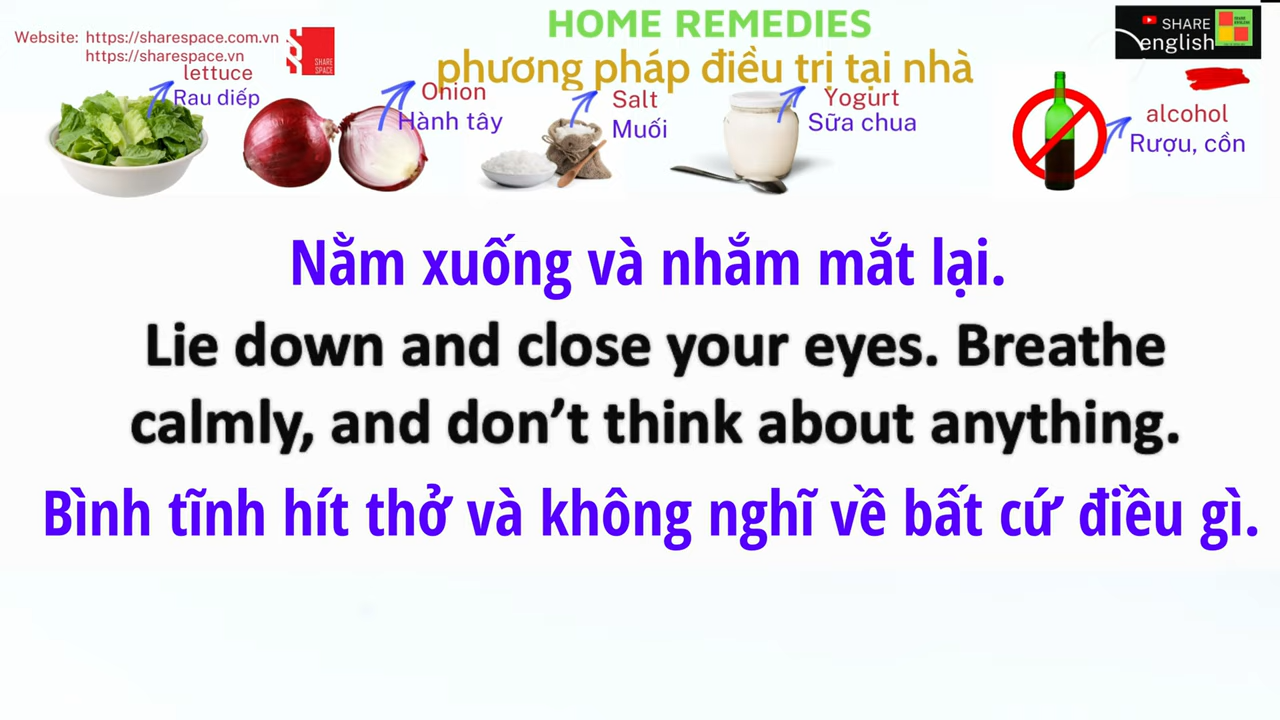 HOME REMEDIES
phương pháp điều trị tại nhà
Website: https://sharespace.com.vn
https://sharespace.vn
SHARE
SPACE
SHARE
english
lettuce
Rau diếp
Onion
Hành tây
Salt
Muối
Yogurt
Sữa chua
alcohol
Rượu, cồn
Nằm xuống và nhắm mắt lại.
Lie down and close your eyes. Breathe
calmly, and don’t think about anything.
Bình tĩnh hít thở và không nghĩ về bất cứ điều gì.